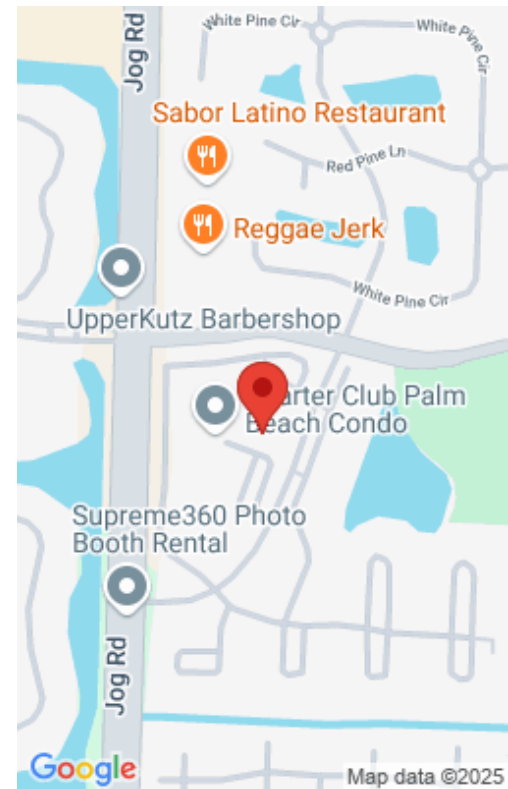 White Pine Cir
White Pine Cir
Jog Rd
Sabor Latino Restaurant
Red Pine Ln
Reggae Jerk
White Pine Cir
UpperKutz Barbershop
arter Club Palm
Beach Condo
Supreme360 Photo
Booth Rental
Jog Rd
Google
Map data ©2025